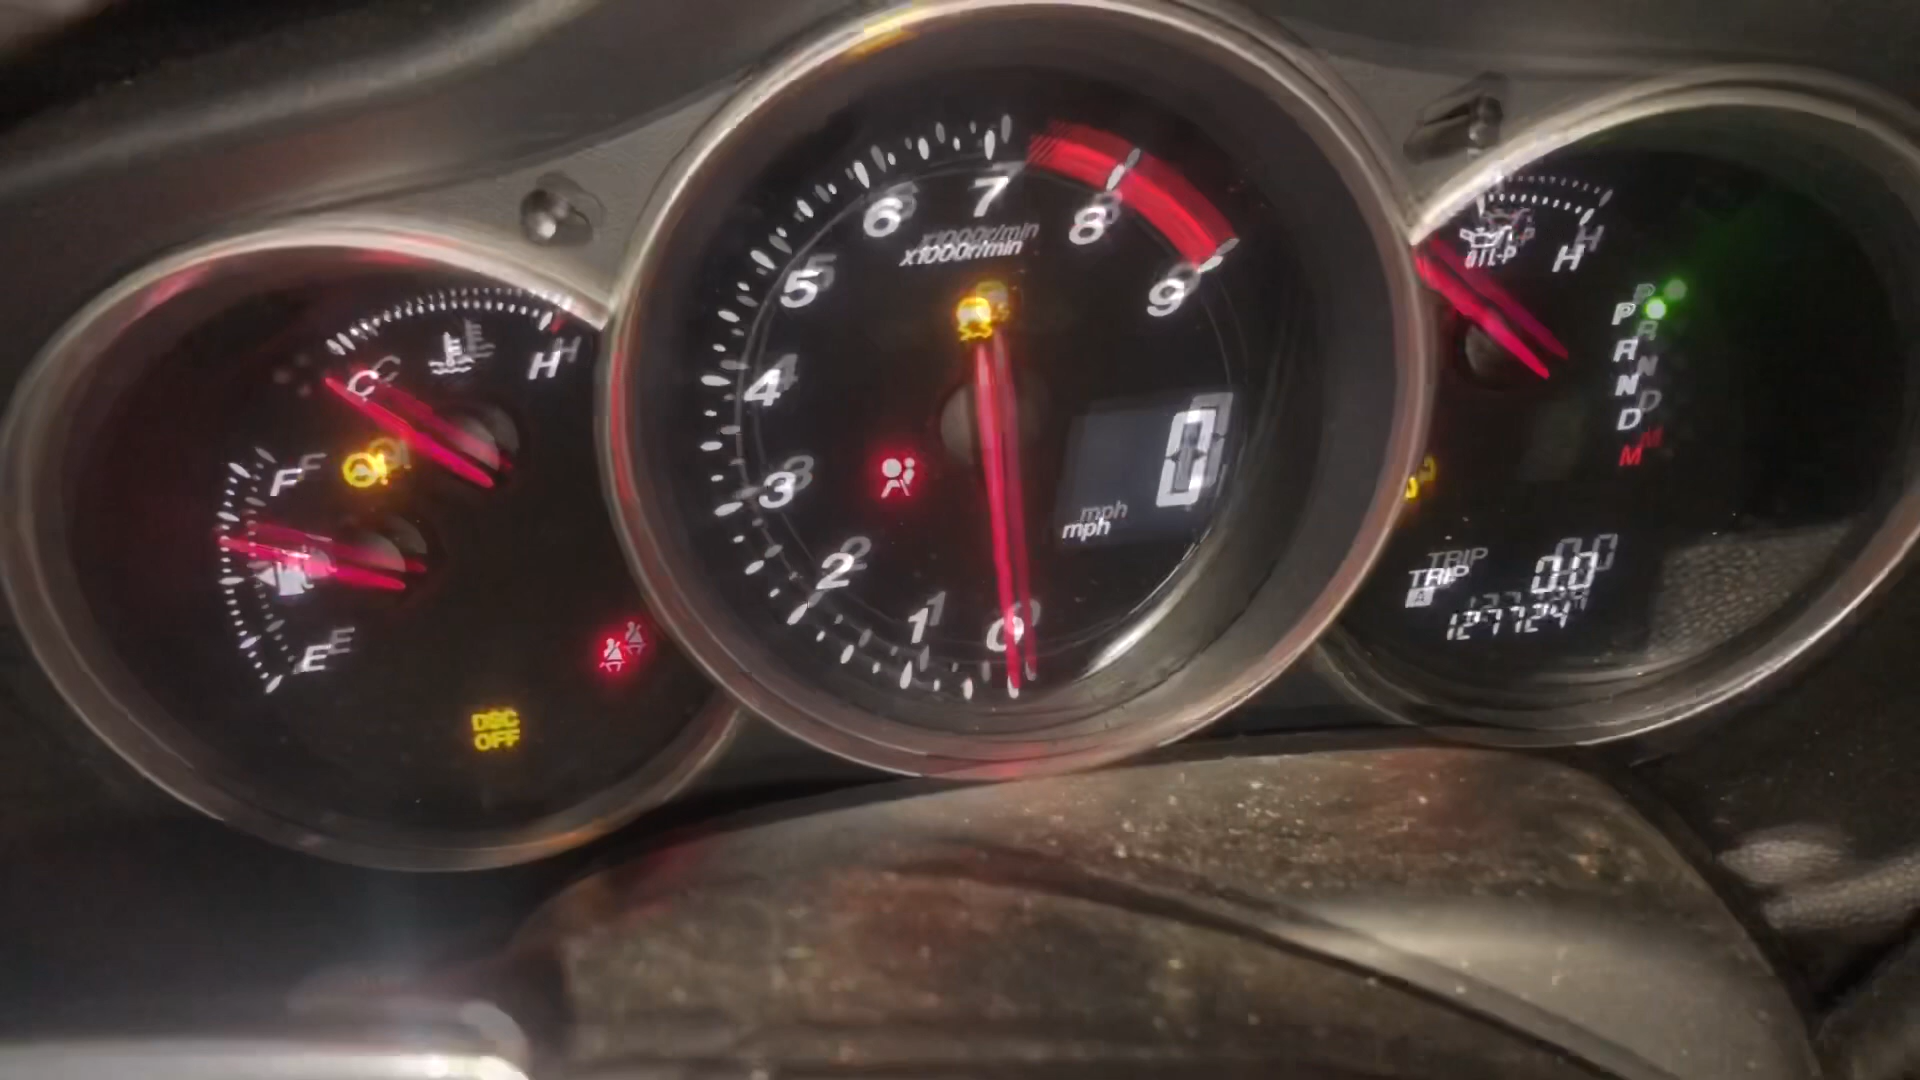 C
H
F
E
DSC
OFF
0
1
2
3
4
5
6
7
8
9
x1000r/min
0
mph
OIL-P
H
P
R
N
D
M
TRIP
A
0.0
127724